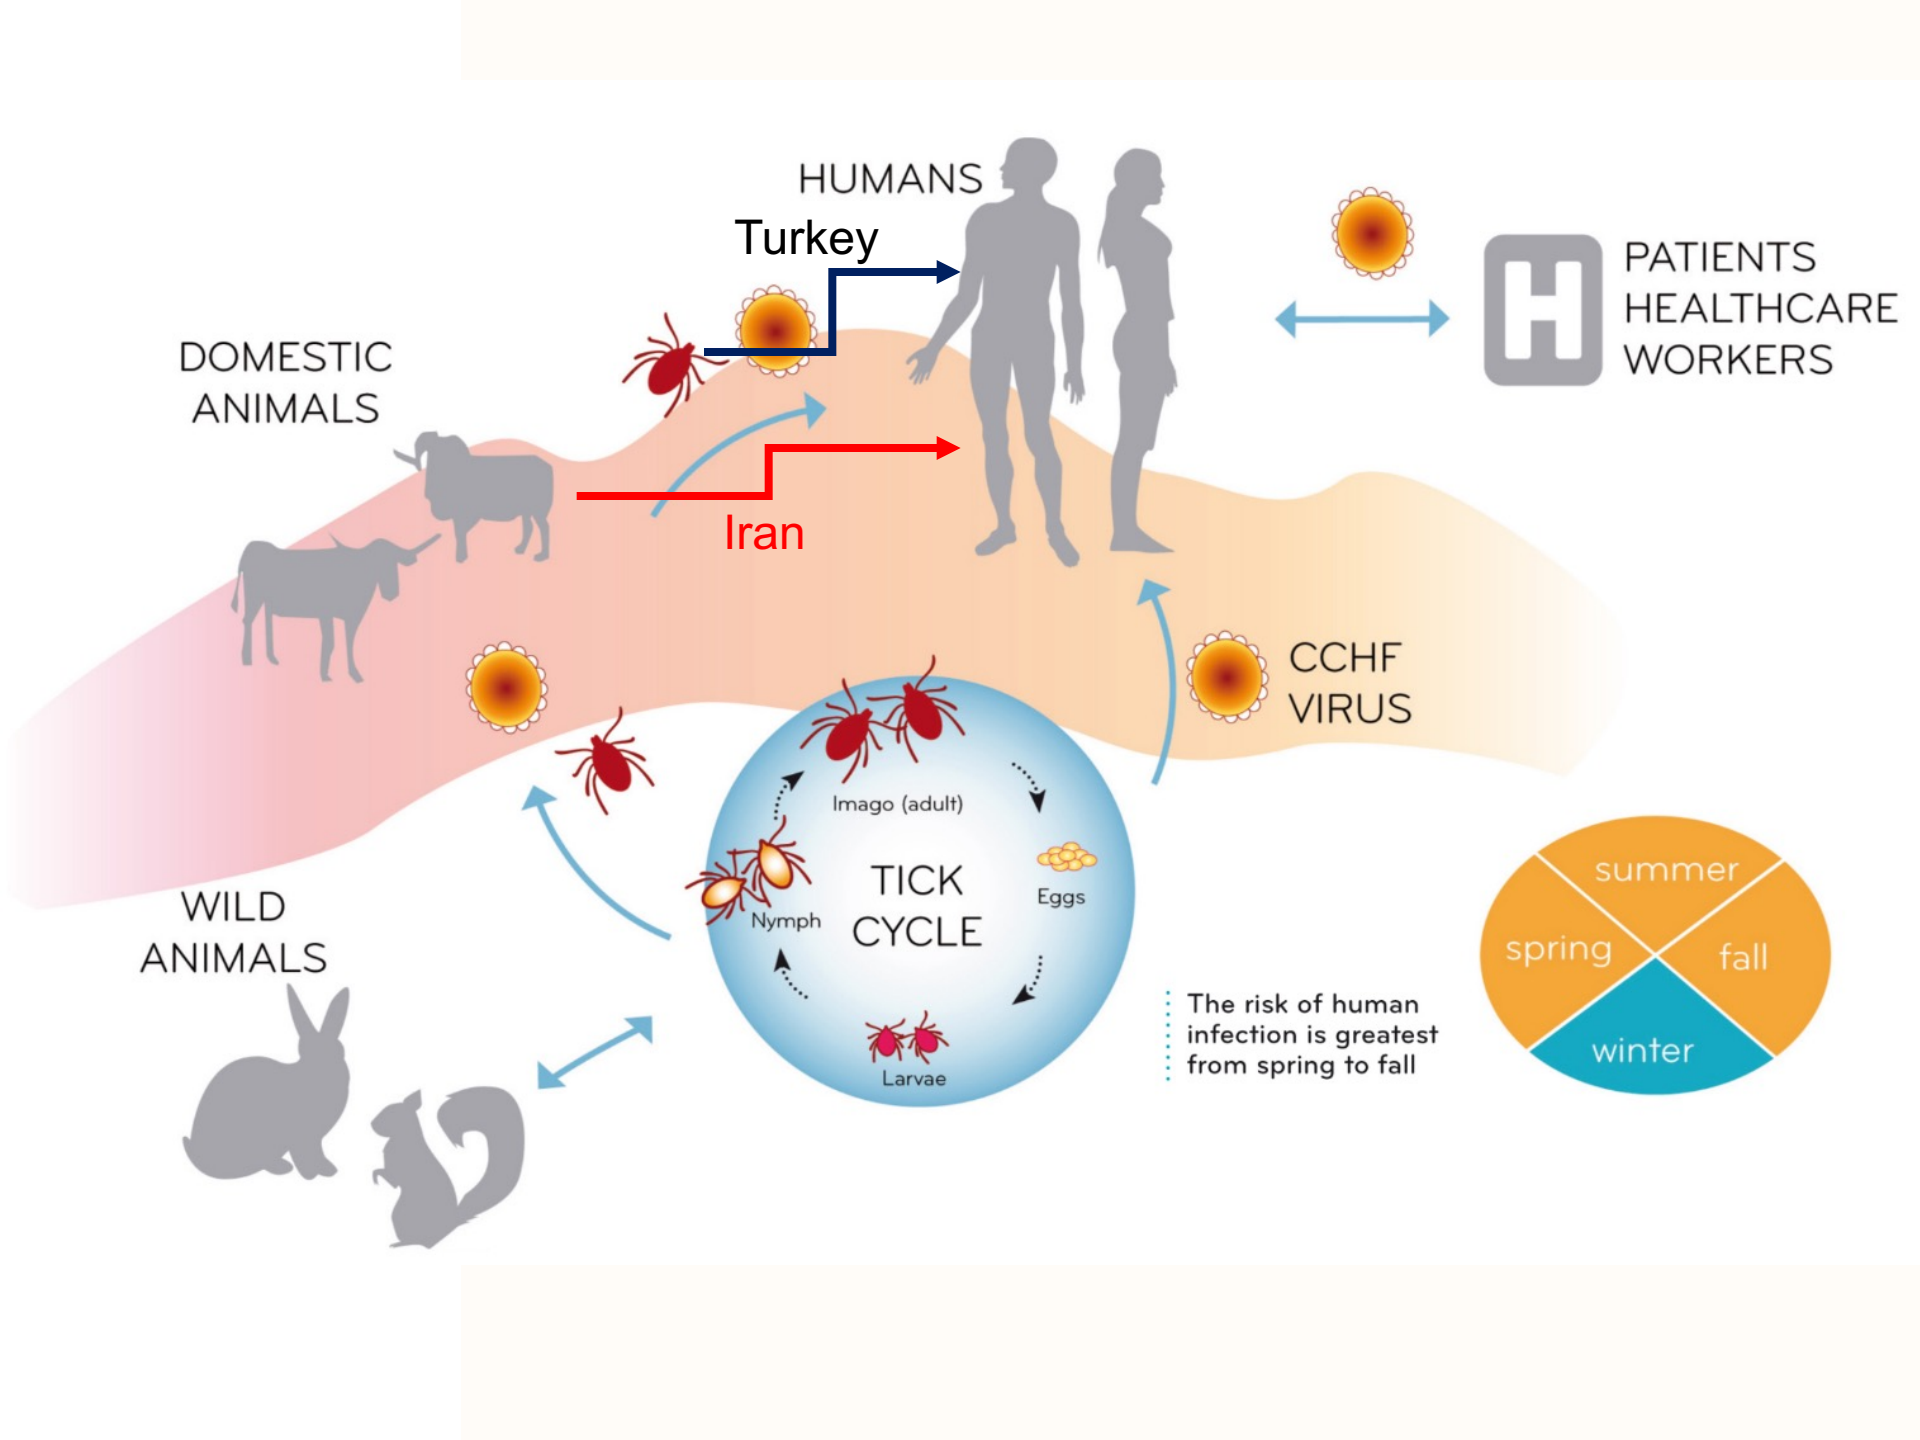 HUMANS
Turkey
PATIENTS
HEALTHCARE
WORKERS
DOMESTIC
ANIMALS
Iran
CCHF
VIRUS
Imago (adult)
TICK
CYCLE
Eggs
Nymph
Larvae
WILD
ANIMALS
The risk of human
infection is greatest
from spring to fall
summer
spring
fall
winter